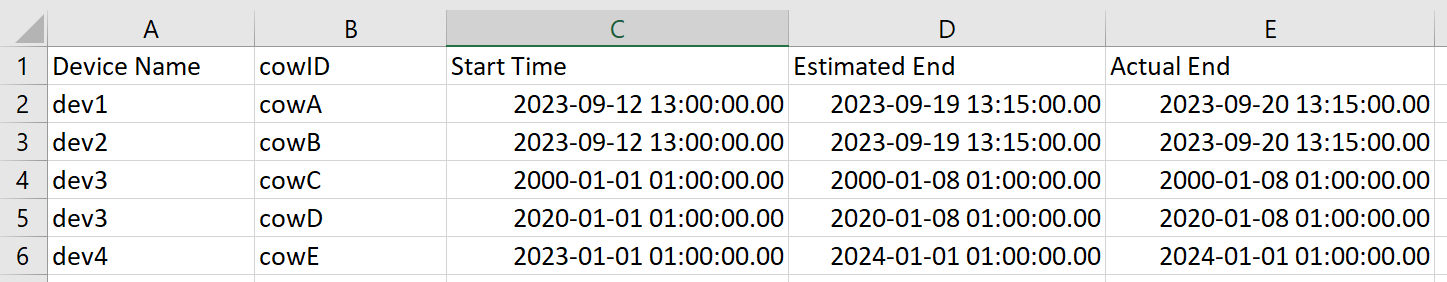 A B C D E
1 Device Name cowID Start Time Estimated End Actual End
2 dev1 cowA 2023-09-12 13:00:00.00 2023-09-19 13:15:00.00 2023-09-20 13:15:00.00
3 dev2 cowB 2023-09-12 13:00:00.00 2023-09-19 13:15:00.00 2023-09-20 13:15:00.00
4 dev3 cowC 2000-01-01 01:00:00.00 2000-01-08 01:00:00.00 2000-01-08 01:00:00.00
5 dev3 cowD 2020-01-01 01:00:00.00 2020-01-08 01:00:00.00 2020-01-08 01:00:00.00
6 dev4 cowE 2023-01-01 01:00:00.00 2024-01-01 01:00:00.00 2024-01-01 01:00:00.00